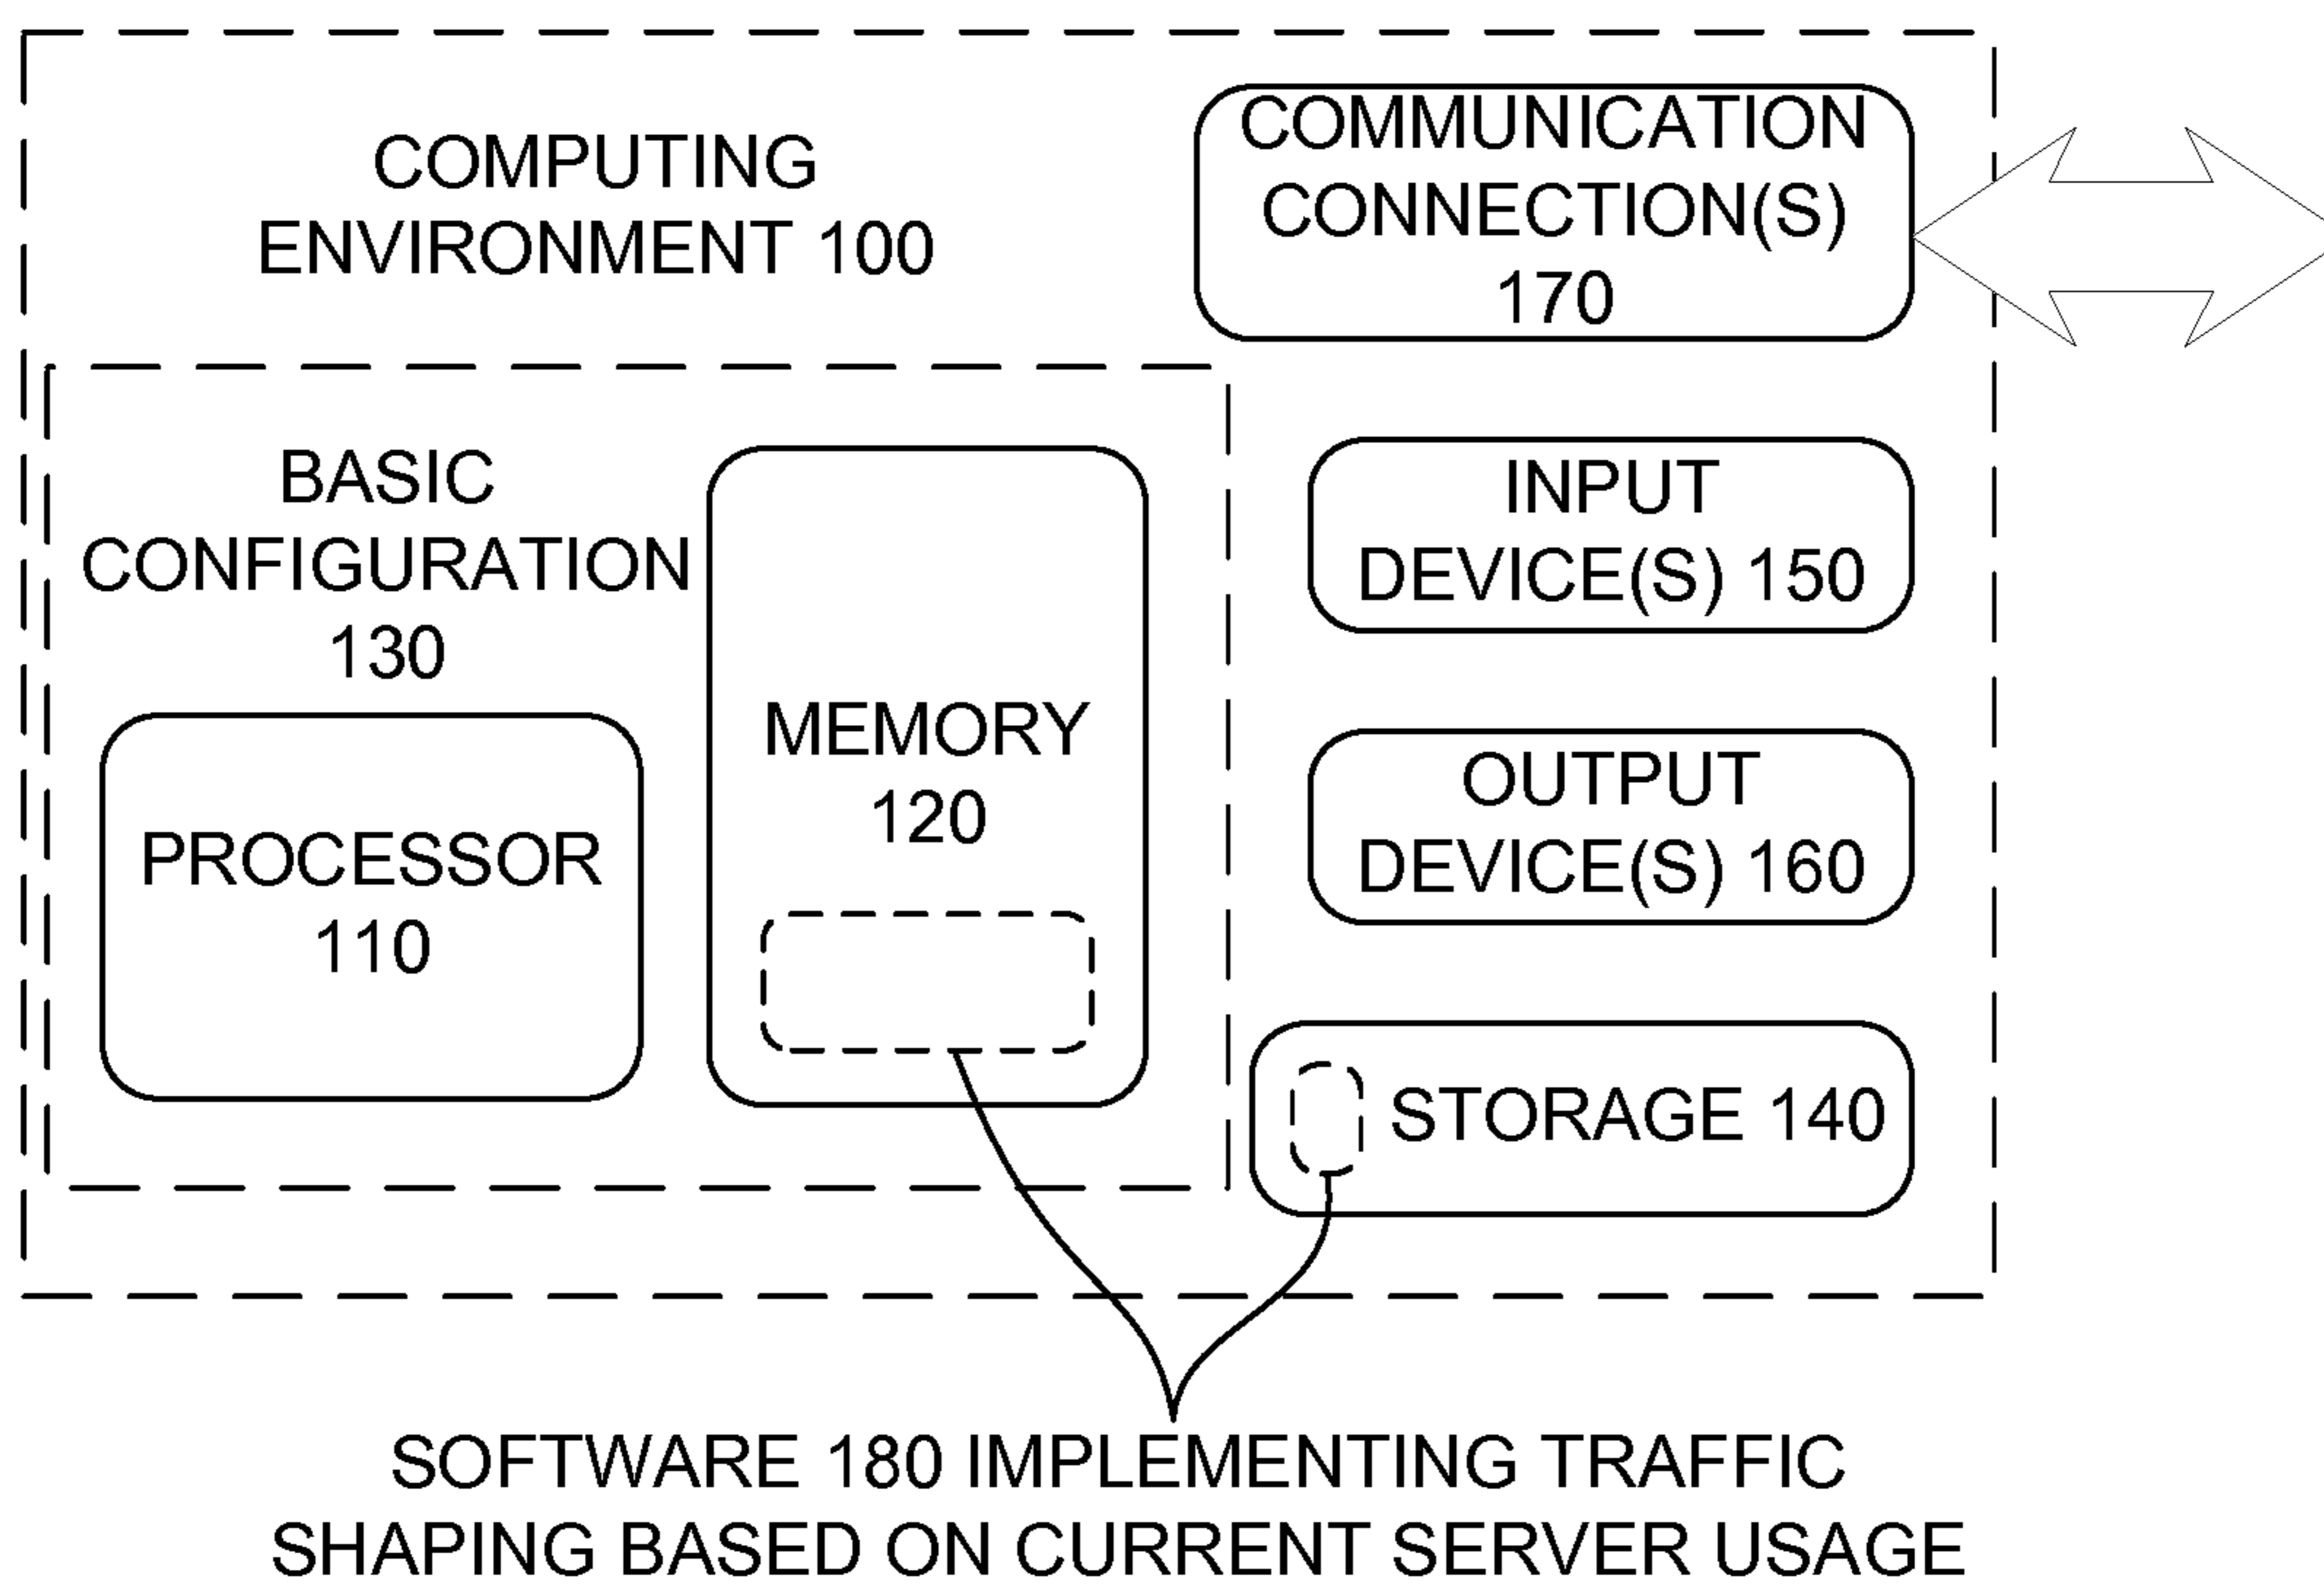 COMPUTING
ENVIRONMENT 100
COMMUNICATION
CONNECTION(S)
170
BASIC
CONFIGURATION
130
PROCESSOR
110
MEMORY
120
INPUT
DEVICE(S) 150
OUTPUT
DEVICE(S) 160
STORAGE 140
SOFTWARE 180 IMPLEMENTING TRAFFIC
SHAPING BASED ON CURRENT SERVER USAGE